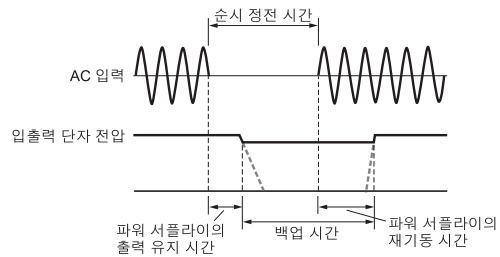 순시 정전 시간
AC 입력
입출력 단자 전압
파워 서플라이의
출력 유지 시간
백업 시간
파워 서플라이의
재기동 시간